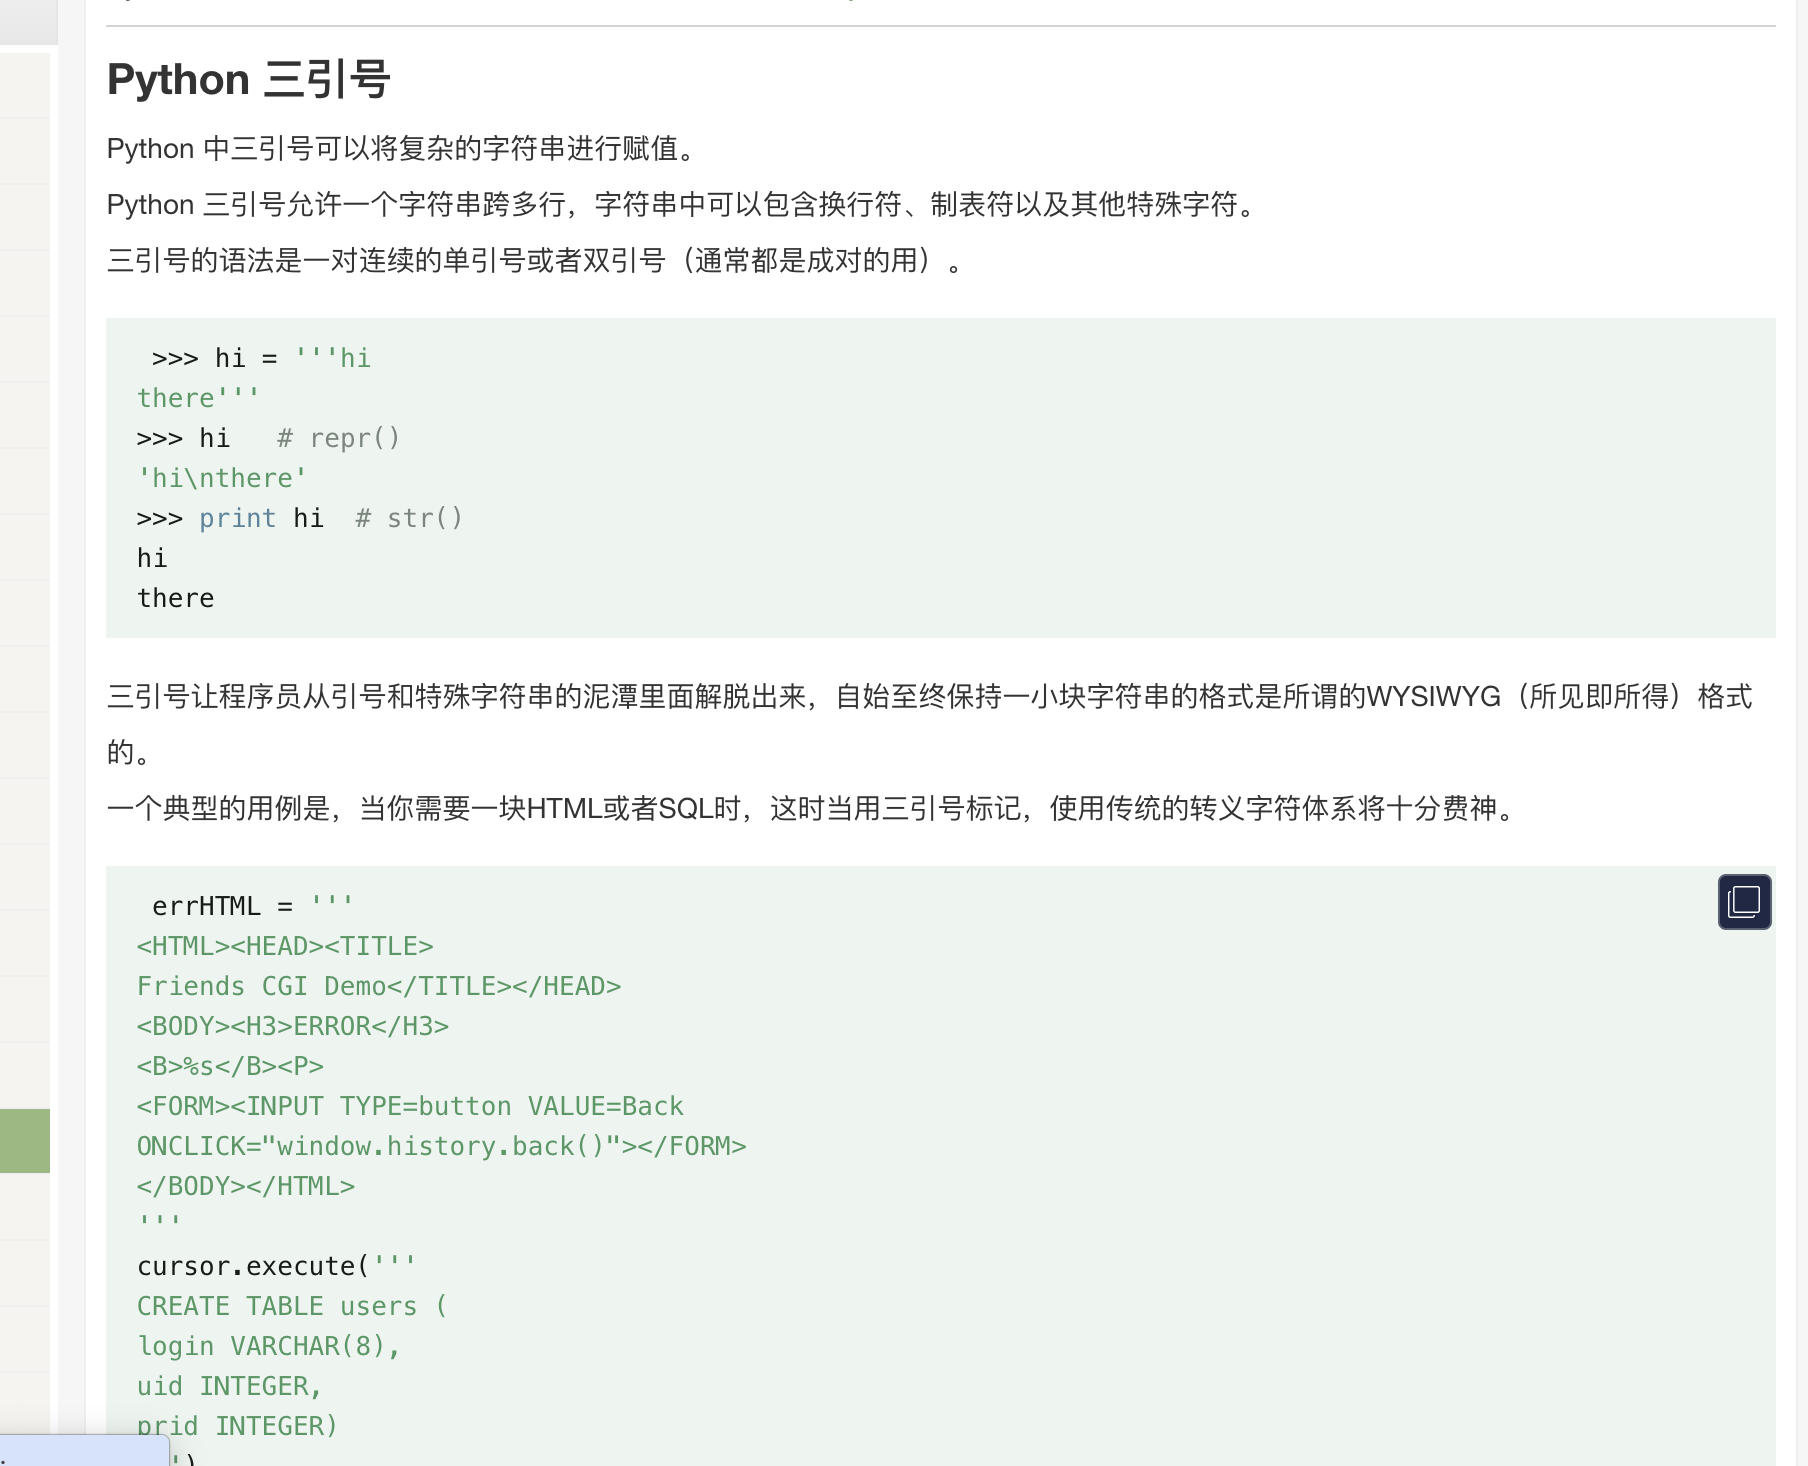 Python 三引号
Python 中三引号可以将复杂的字符串进行赋值。
Python 三引号允许一个字符串跨多行，字符串中可以包含换行符、制表符以及其他特殊字符。
三引号的语法是一对连续的单引号或者双引号（通常都是成对的用）。
>>> hi = '''hi
there'''
>>> hi   # repr()
'hi\nthere'
>>> print hi  # str()
hi
there
三引号让程序员从引号和特殊字符串的泥潭里面解脱出来，自始至终保持一小块字符串的格式是所谓的WYSIWYG（所见即所得）格式
的。
一个典型的用例是，当你需要一块HTML或者SQL时，这时当用三引号标记，使用传统的转义字符体系将十分费神。
errHTML = '''
<HTML><HEAD><TITLE>
Friends CGI Demo</TITLE></HEAD>
<BODY><H3>ERROR</H3>
<B>%s</B><P>
<FORM><INPUT TYPE=button VALUE=Back
ONCLICK="window.history.back()"></FORM>
</BODY></HTML>
'''
cursor.execute('''
CREATE TABLE users (
login VARCHAR(8),
uid INTEGER,
prid INTEGER)
')